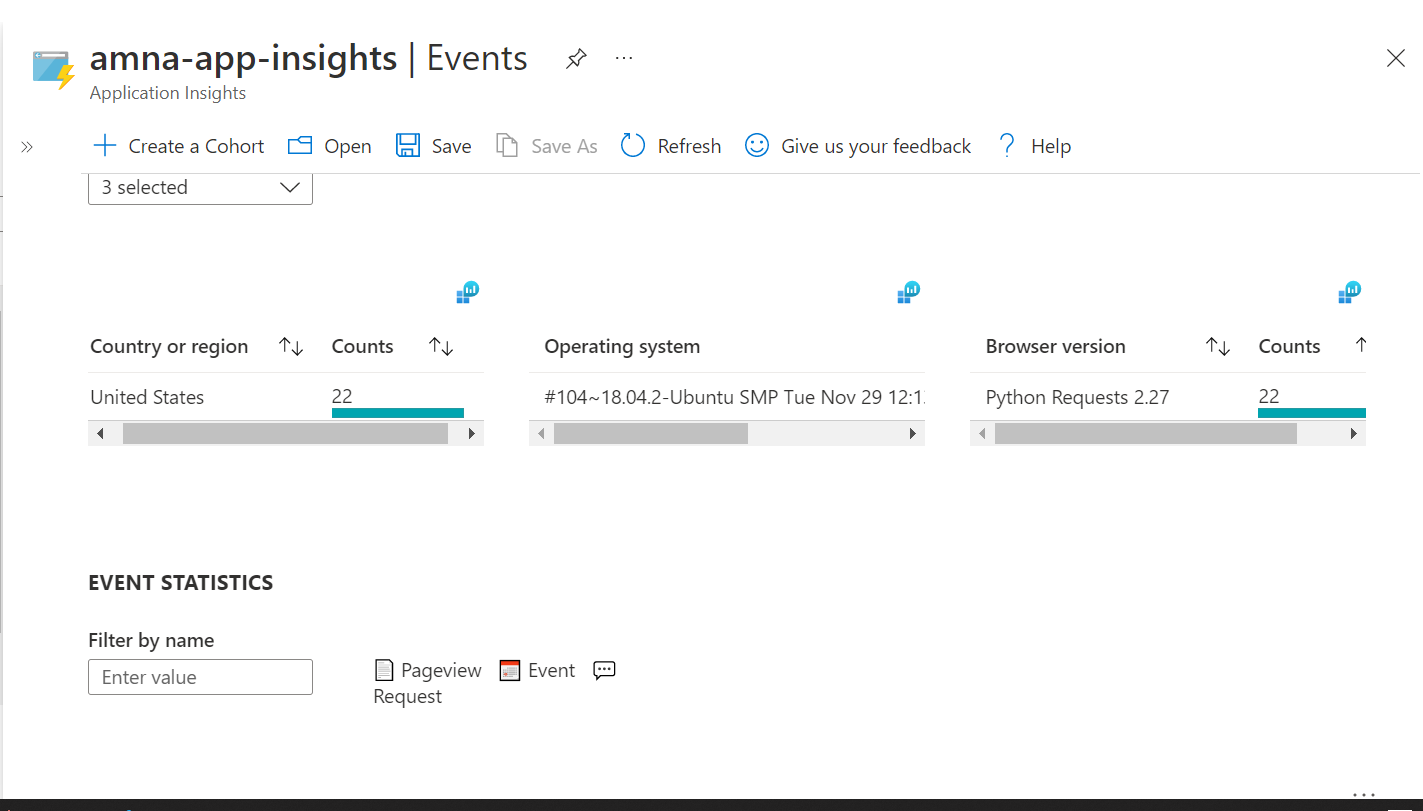 amna-app-insights | Events
Application Insights
Create a Cohort Open Save Save As Refresh Give us your feedback Help
3 selected
Country or region Counts Operating system Browser version Counts
United States 22 #104~18.04.2-Ubuntu SMP Tue Nov 29 12:1 Python Requests 2.27 22
EVENT STATISTICS
Filter by name
Enter value Pageview Event
Request